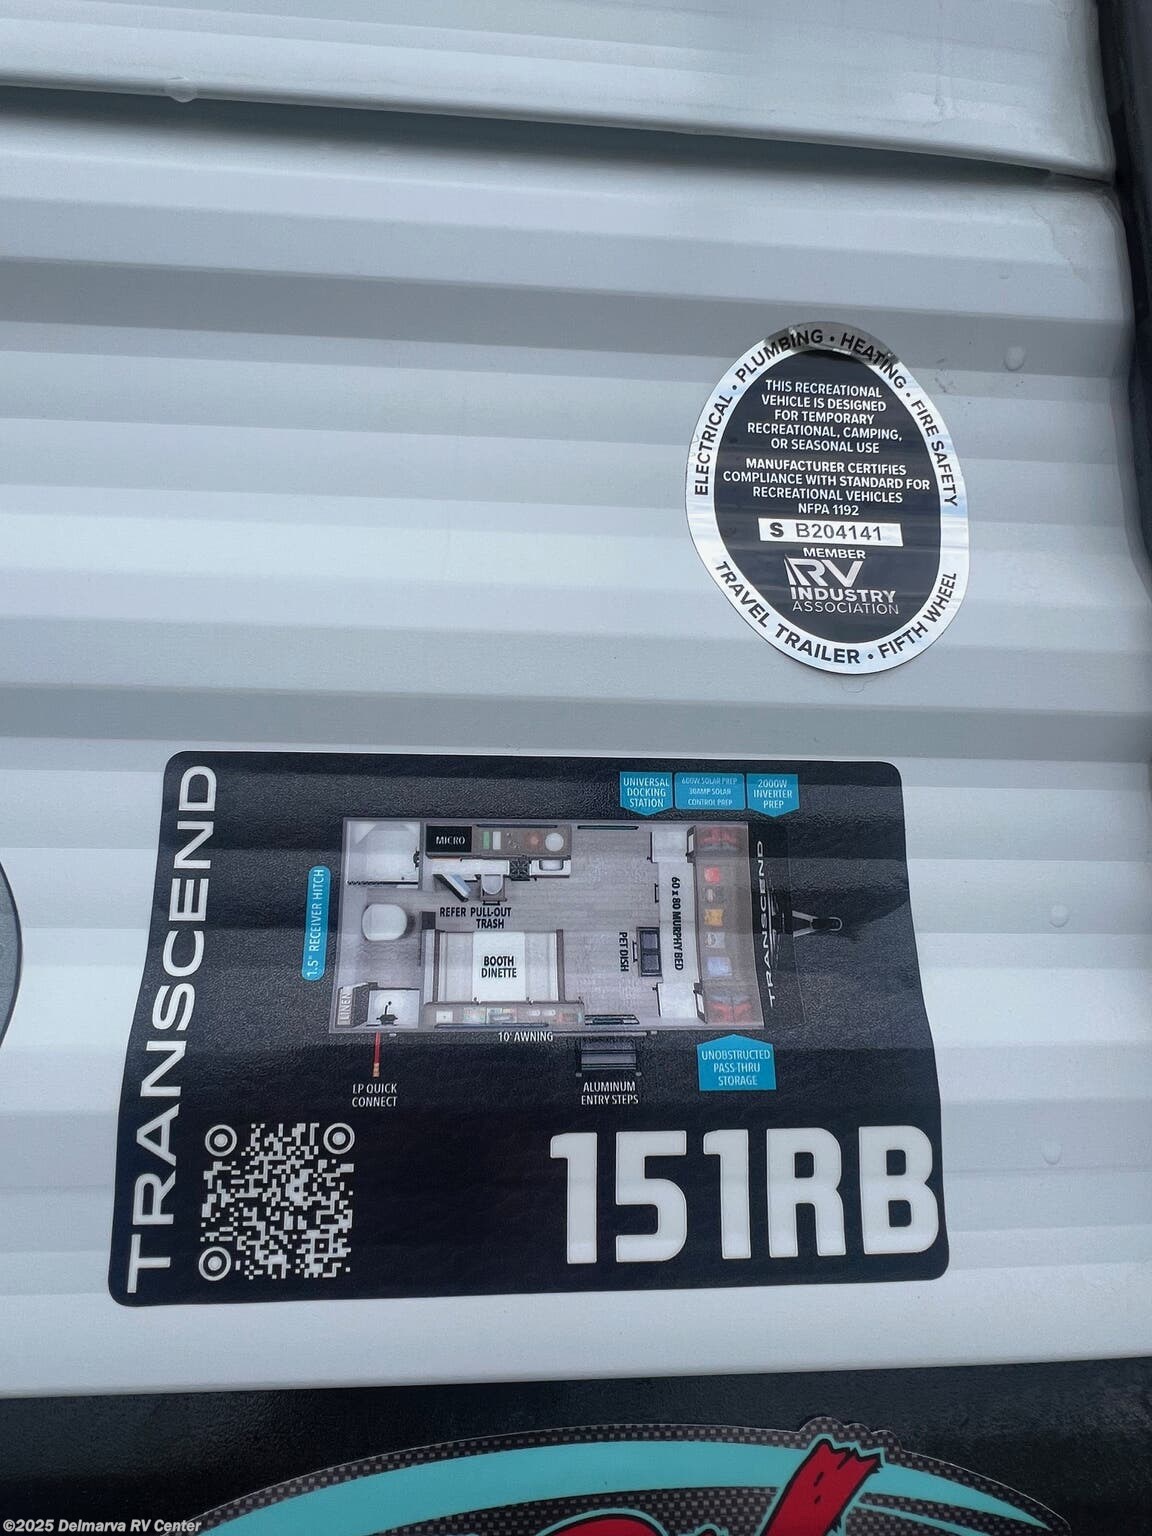 ELECTRICAL • PLUMBING • HEATING • FIRE SAFETY
THIS RECREATIONAL
VEHICLE IS DESIGNED
FOR TEMPORARY
RECREATIONAL, CAMPING,
OR SEASONAL USE
MANUFACTURER CERTIFIES
COMPLIANCE WITH STANDARD FOR
RECREATIONAL VEHICLES
NFPA 1192
S B204141
MEMBER
RV
INDUSTRY
ASSOCIATION
TRAVEL TRAILER • FIFTH WHEEL
TRANSCEND
UNIVERSAL
DOCKING
STATION
600W SOLAR PREP
30AMP SOLAR
CONTROL PREP
2000W
INVERTER
PREP
1.5" RECEIVER HITCH
MICRO
REFER
PULL-OUT
TRASH
BOOTH
DINETTE
PET DISH
60 x 80 MURPHY BED
TRANSCEND
LINEN
10' AWNING
LP QUICK
CONNECT
ALUMINUM
ENTRY STEPS
UNOBSTRUCTED
PASS-THRU
STORAGE
151RB
©2025 Delmarva RV Center